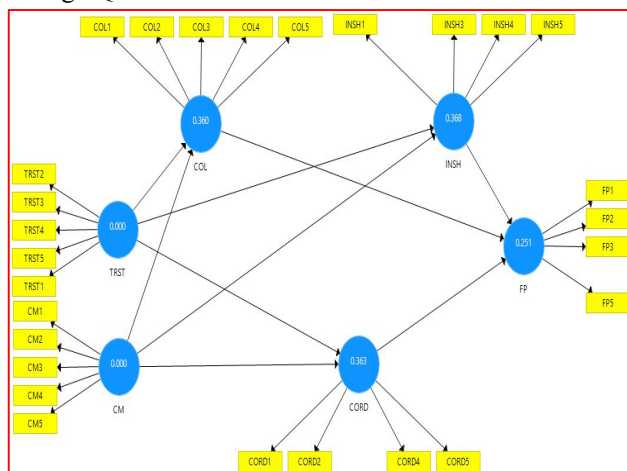 COL1
COL2
COL3
COL4
COL5
INSH1
INSH3
INSH4
INSH5
0.360
COL
0.368
INSH
TRST2
TRST3
TRST4
TRST5
TRST1
0.000
TRST
FP1
FP2
FP3
FP5
0.251
FP
CM1
CM2
CM3
CM4
CM5
0.000
CM
0.363
CORD
CORD1
CORD2
CORD4
CORD5